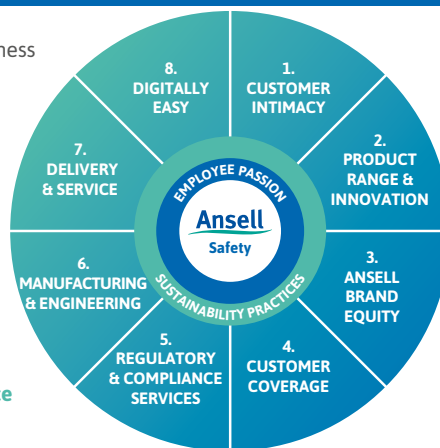 ness
8.
DIGITALLY
EASY
1.
CUSTOMER
INTIMACY
2.
PRODUCT
RANGE &
INNOVATION
3.
ANSELL
BRAND
EQUITY
4.
CUSTOMER
COVERAGE
5.
REGULATORY
& COMPLIANCE
SERVICES
6.
MANUFACTURING
& ENGINEERING
7.
DELIVERY
& SERVICE
EMPLOYEE PASSION
Ansell
Safety
SUSTAINABILITY PRACTICES